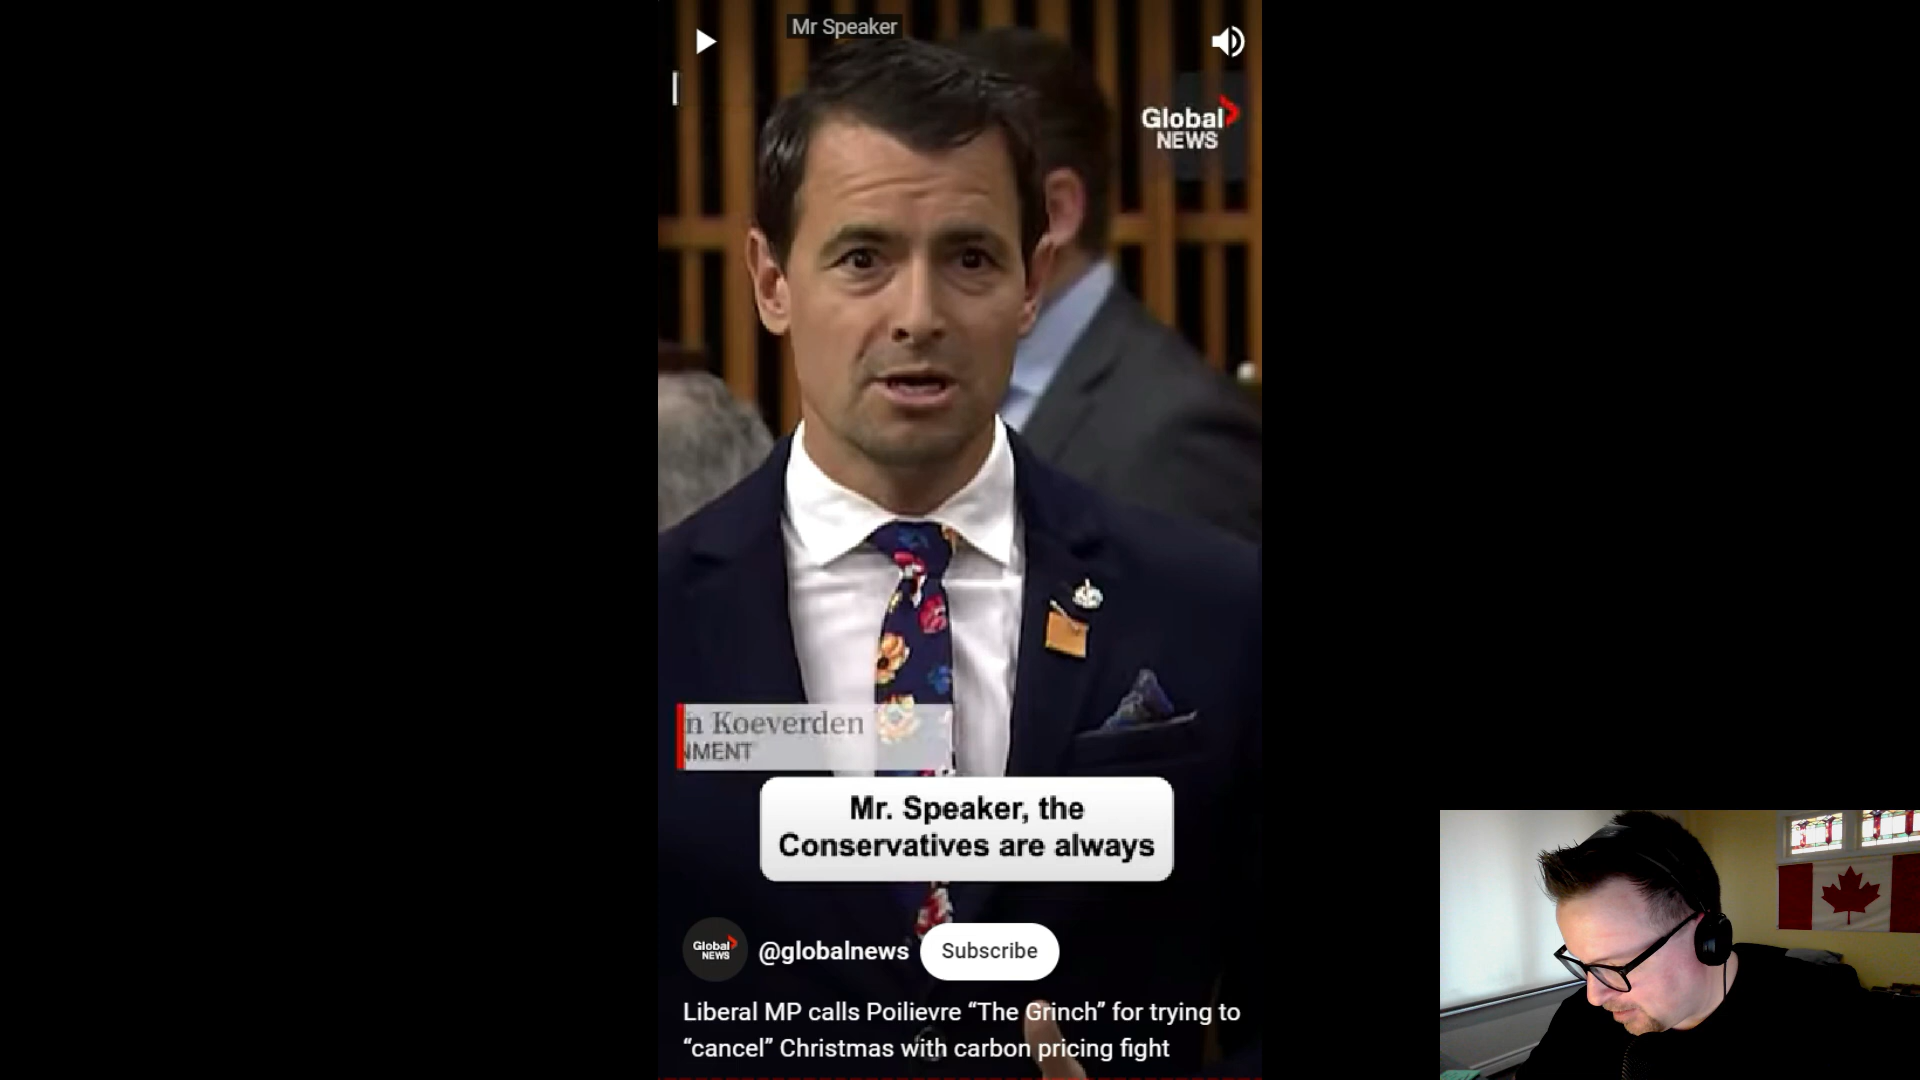 Mr Speaker
Global
NEWS
n Koeverden
NMENT
Mr. Speaker, the
Conservatives are always
Global
NEWS
@globalnews
Subscribe
Liberal MP calls Poilievre “The Grinch” for trying to
“cancel” Christmas with carbon pricing fight